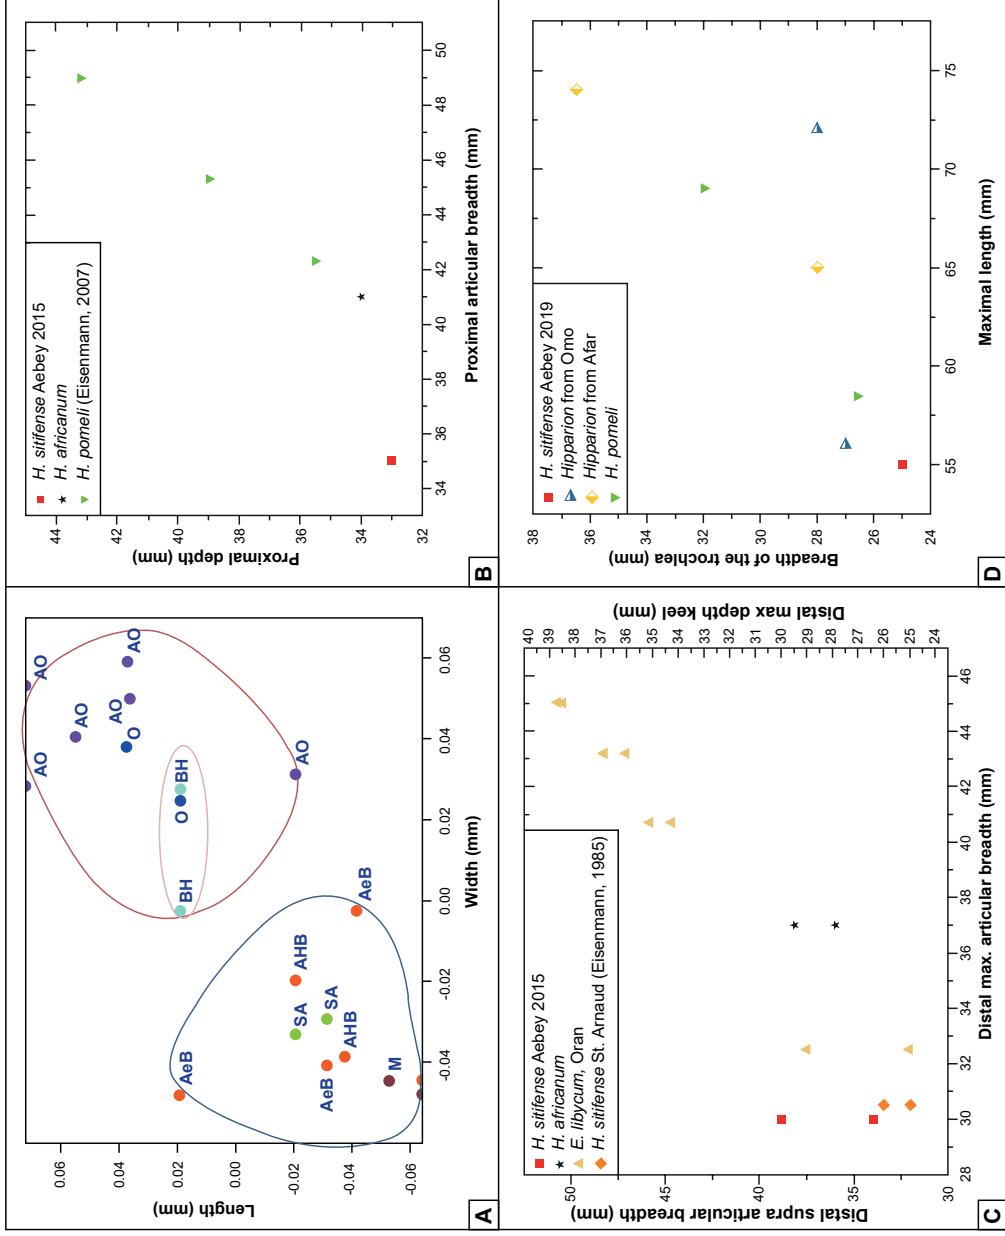 AO
AO
AO
AO
AO
O
AO
BH
O
BH
AeB
AHB
SA
SA
AHB
AeB
M
AeB
0.06
0.04
0.02
0.00
-0.02
-0.04
-0.06
Length (mm)
-0.04
-0.02
0.00
0.02
0.04
0.06
Width (mm)
A
H. sitifense Aebey 2015
H. africanum
H. pomeli (Eisenmann, 2007)
44
42
40
38
36
34
32
Proximal depth (mm)
34
36
38
40
42
44
46
48
50
Proximal articular breadth (mm)
B
H. sitifense Aebey 2015
H. africanum
E. libycum, Oran
H. sitifense St. Arnaud (Eisenmann, 1985)
50
45
40
35
30
Distal supra articular breadth (mm)
28
30
32
34
36
38
40
42
44
46
Distal max. articular breadth (mm)
40
39
38
37
36
35
34
33
32
31
30
29
28
27
26
25
24
Distal max depth keel (mm)
C
H. sitifense Aebey 2019
Hipparion from Omo
Hipparion from Afar
H. pomeli
38
36
34
32
30
28
26
24
Breadth of the trochlea (mm)
55
60
65
70
75
Maximal length (mm)
D